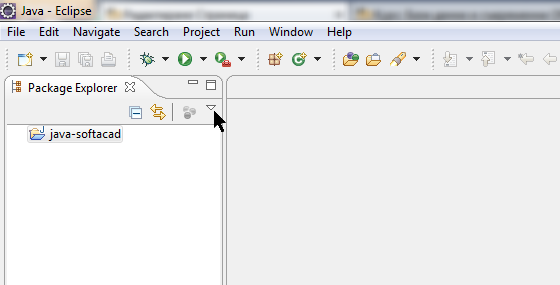 Java - Eclipse
File Edit Navigate Search Project Run Window Help
Package Explorer
java-softacad